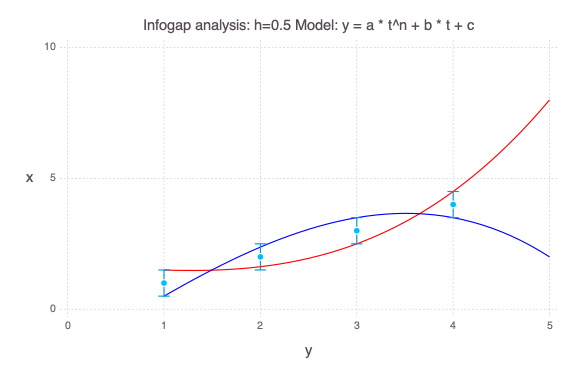 Infogap analysis: h=0.5 Model: y = a * t^n + b * t + c
10
x
5
0
0 1 2 3 4 5
y